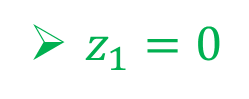 ➢ z₁ = 0